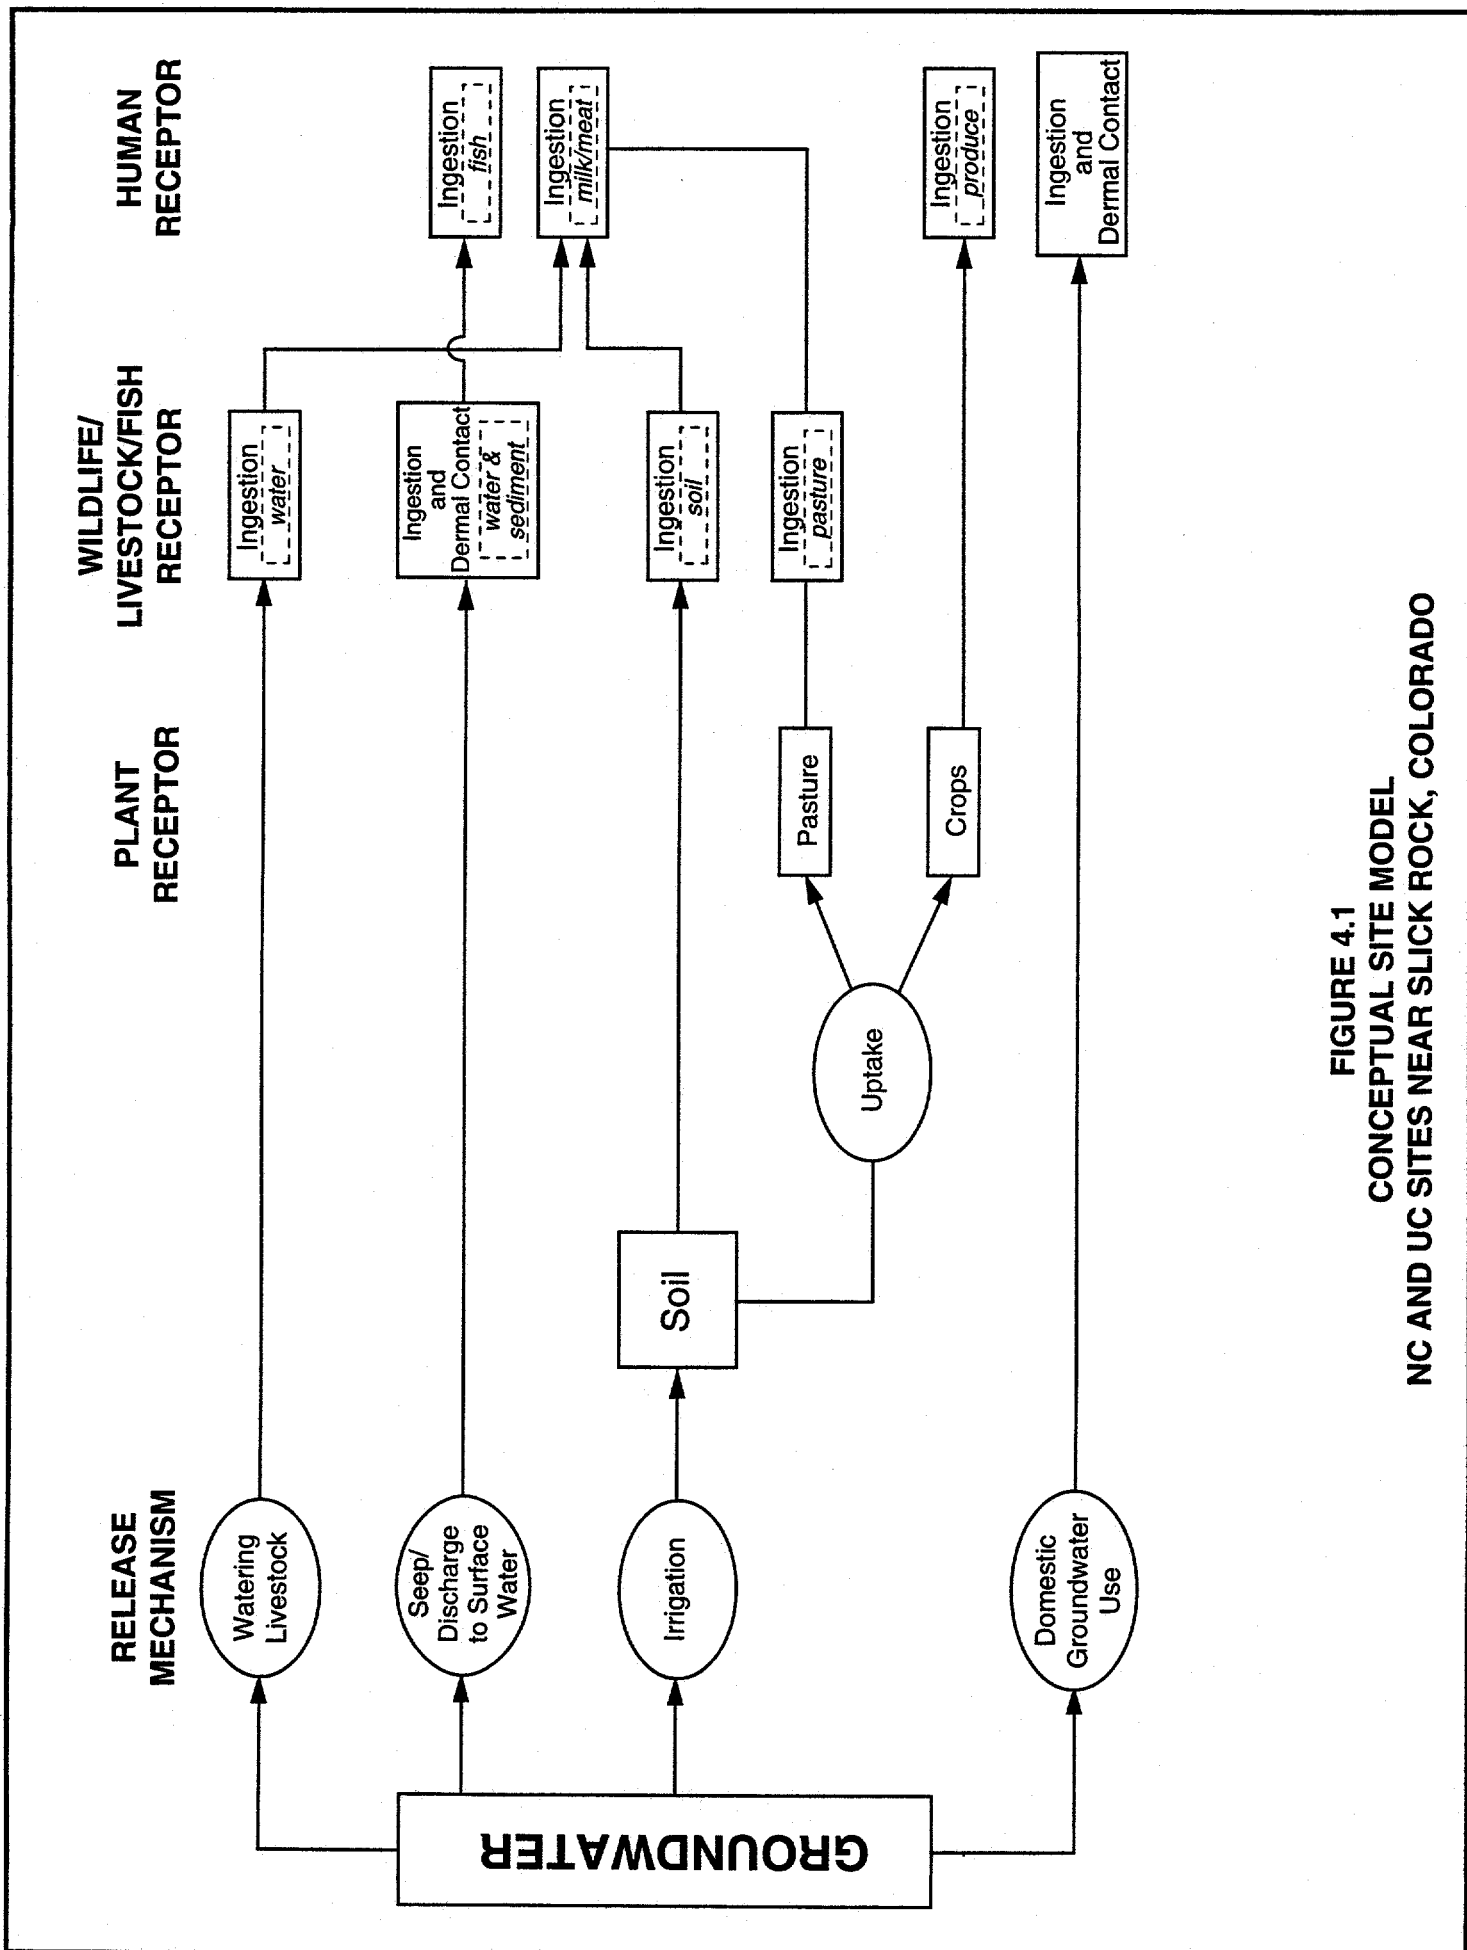 RELEASE
MECHANISM
PLANT
RECEPTOR
WILDLIFE/
LIVESTOCK/FISH
RECEPTOR
HUMAN
RECEPTOR
GROUNDWATER
Watering
Livestock
Ingestion
water
Seep/
Discharge
to Surface
Water
Ingestion
and
Dermal Contact
water &
sediment
Ingestion
fish
Ingestion
milk/meat
Irrigation
Soil
Ingestion
soil
Uptake
Pasture
Ingestion
pasture
Crops
Ingestion
produce
Domestic
Groundwater
Use
Ingestion
and
Dermal Contact
FIGURE 4.1
CONCEPTUAL SITE MODEL
NC AND UC SITES NEAR SLICK ROCK, COLORADO